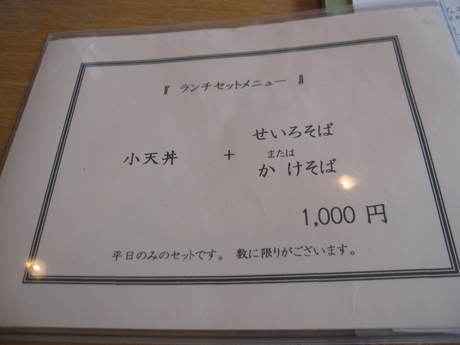 『 ランチセットメニュー 』
せいろそば
小天丼 + または
か けそば
1,000 円
平日のみのセットです。 数に限りがございます。